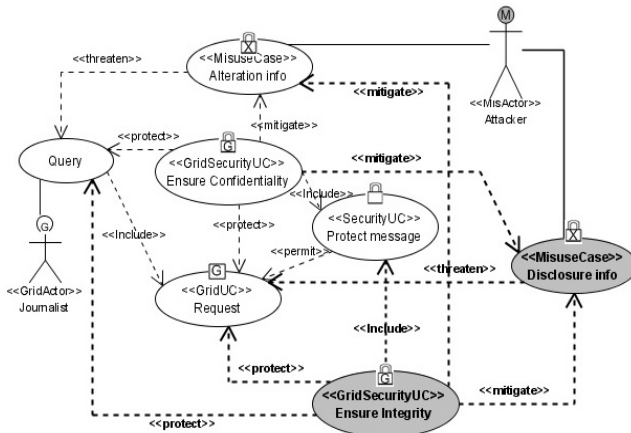 M
X
<<threaten>>
<<MisuseCase>>
Alteration info
<<MisActor>>
Attacker
<<mitigate>>
<<protect>>
<<mitigate>>
G
Query
<<GridSecurityUC>>
Ensure Confidentiality
<<mitigate>>
<<Include>>
G
<<SecurityUC>>
Protect message
<<protect>>
<<Include>>
<<permit>>
X
<<MisuseCase>>
Disclosure info
<<threaten>>
G
<<GridUC>>
Request
<<GridActor>>
Journalist
<<Include>>
<<protect>>
G
<<GridSecurityUC>>
Ensure Integrity
<<mitigate>>
<<protect>>